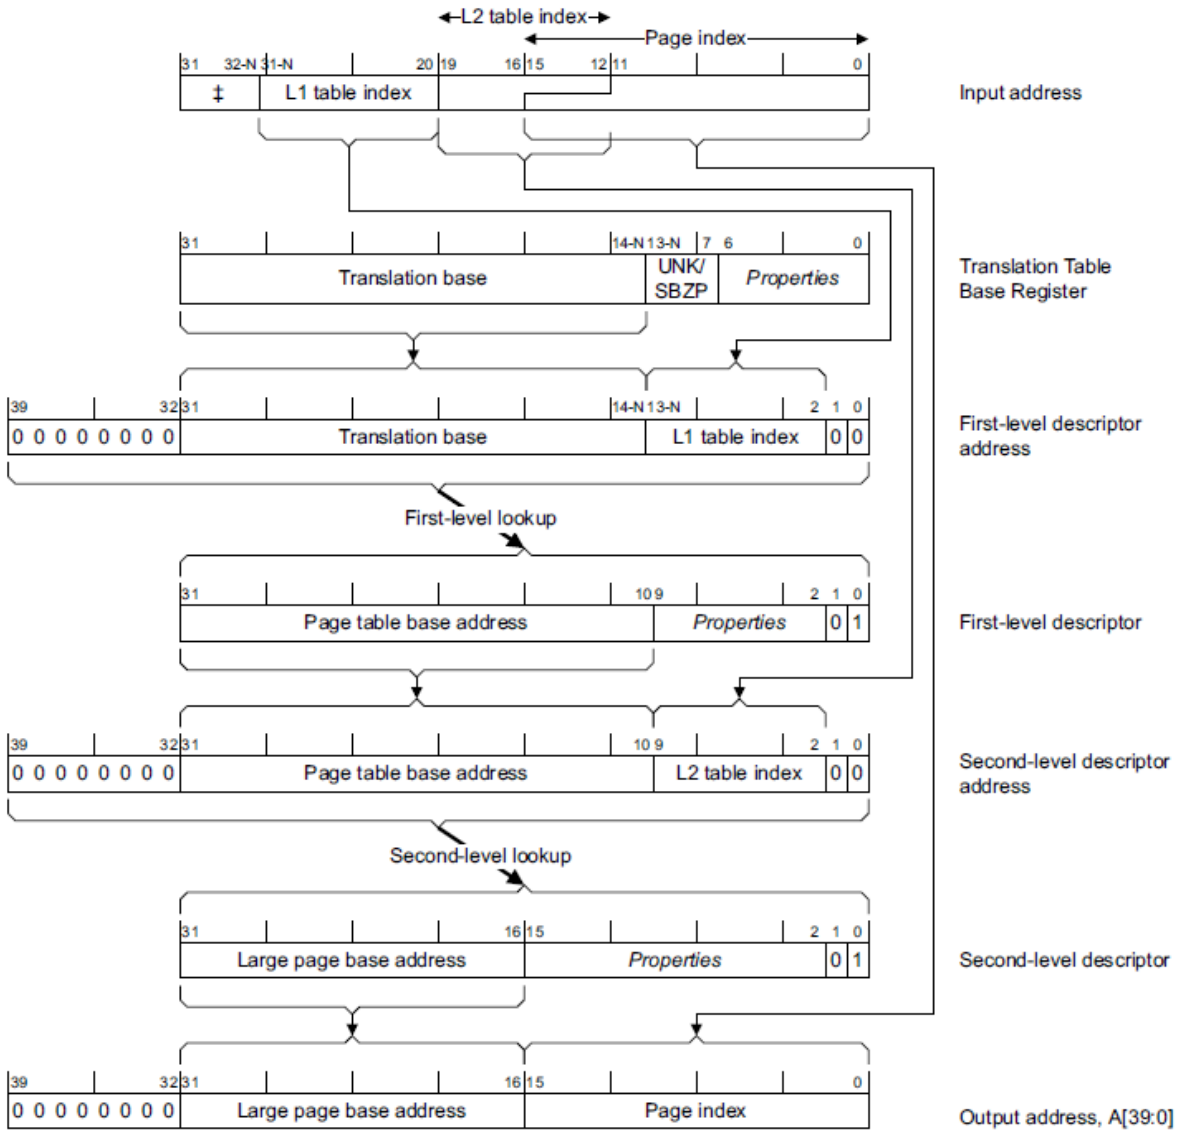 L2 table index
Page index
31 32-N 31-N 20 19 16 15 12 11 0
‡ L1 table index
Input address
31 14-N 13-N 7 6 0
Translation base UNK/ SBZP Properties
Translation Table
Base Register
39 32 31 14-N 13-N 2 1 0
0 0 0 0 0 0 0 0 Translation base L1 table index 0 0
First-level descriptor
address
First-level lookup
31 10 9 2 1 0
Page table base address Properties 0 1
First-level descriptor
39 32 31 10 9 2 1 0
0 0 0 0 0 0 0 0 Page table base address L2 table index 0 0
Second-level descriptor
address
Second-level lookup
31 16 15 2 1 0
Large page base address Properties 0 1
Second-level descriptor
39 32 31 16 15 0
0 0 0 0 0 0 0 0 Large page base address Page index
Output address, A[39:0]